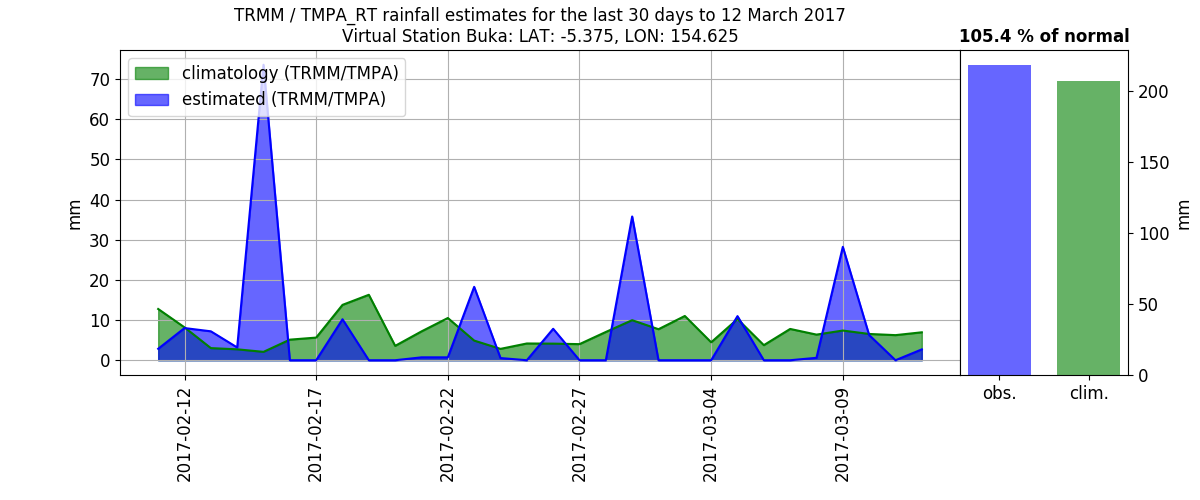 TRMM / TMPA_RT rainfall estimates for the last 30 days to 12 March 2017
Virtual Station Buka: LAT: -5.375, LON: 154.625
105.4 % of normal
climatology (TRMM/TMPA)
estimated (TRMM/TMPA)
70
60
50
40
30
20
10
0
mm
2017-02-12
2017-02-17
2017-02-22
2017-02-27
2017-03-04
2017-03-09
200
150
100
50
0
mm
obs.
clim.